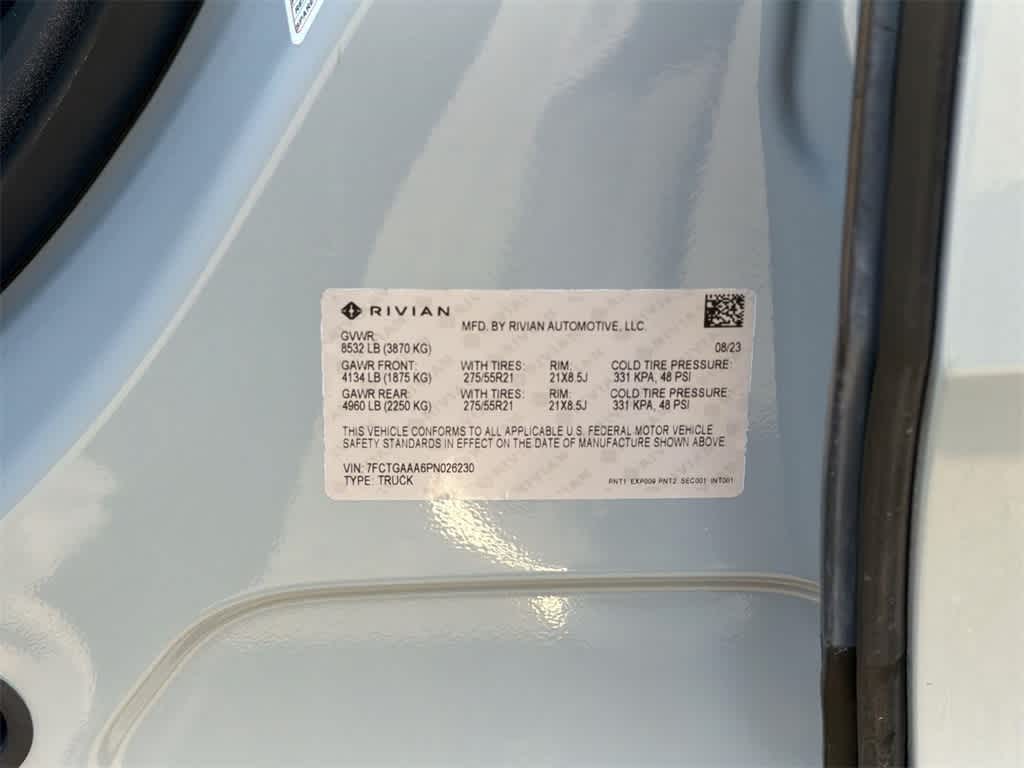 RIVIAN
MFD. BY RIVIAN AUTOMOTIVE, LLC.
GVWR
8532 LB (3870 KG) 08/23
GAWR FRONT: WITH TIRES: RIM: COLD TIRE PRESSURE:
4134 LB (1875 KG) 275/55R21 21X8.5J 331 KPA, 48 PSI
GAWR REAR: WITH TIRES: RIM: COLD TIRE PRESSURE:
4960 LB (2250 KG) 275/55R21 21X8.5J 331 KPA, 48 PSI
THIS VEHICLE CONFORMS TO ALL APPLICABLE U.S. FEDERAL MOTOR VEHICLE
SAFETY STANDARDS IN EFFECT ON THE DATE OF MANUFACTURE SHOWN ABOVE.
VIN: 7FCTGAAA6PN026230
TYPE: TRUCK PNT1 EXP009 PNT2 SEC001 INT001